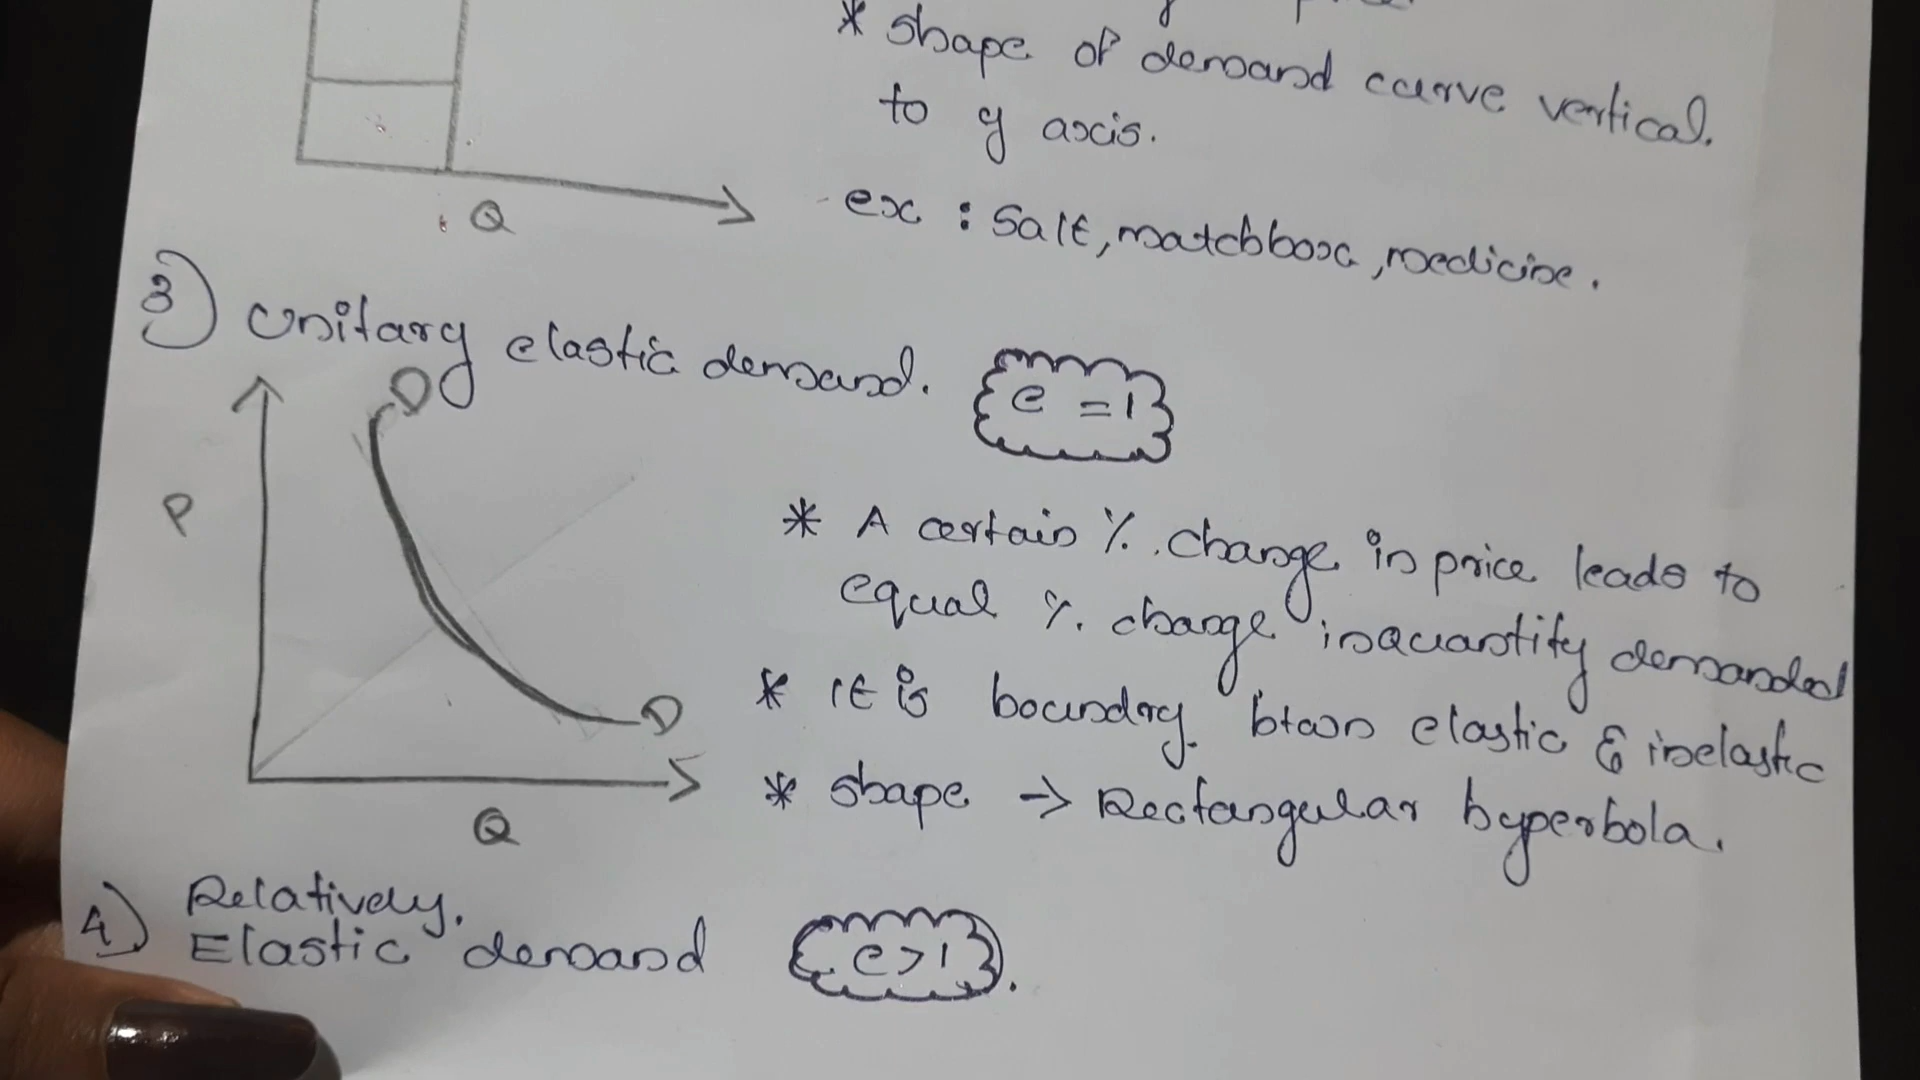 * shape of demand curve vertical.
to y axis.
ex : Salt, matchbox, medicine.
Q
3) Unitary elastic demand.
e = 1
D
P
* A certain %. change in price leads to
equal %. change in quantity demanded
* It is boundry btwn elastic & inelastic
D
* shape → Rectangular hyperbola.
Q
4) Relatively.
Elastic demand
e>1